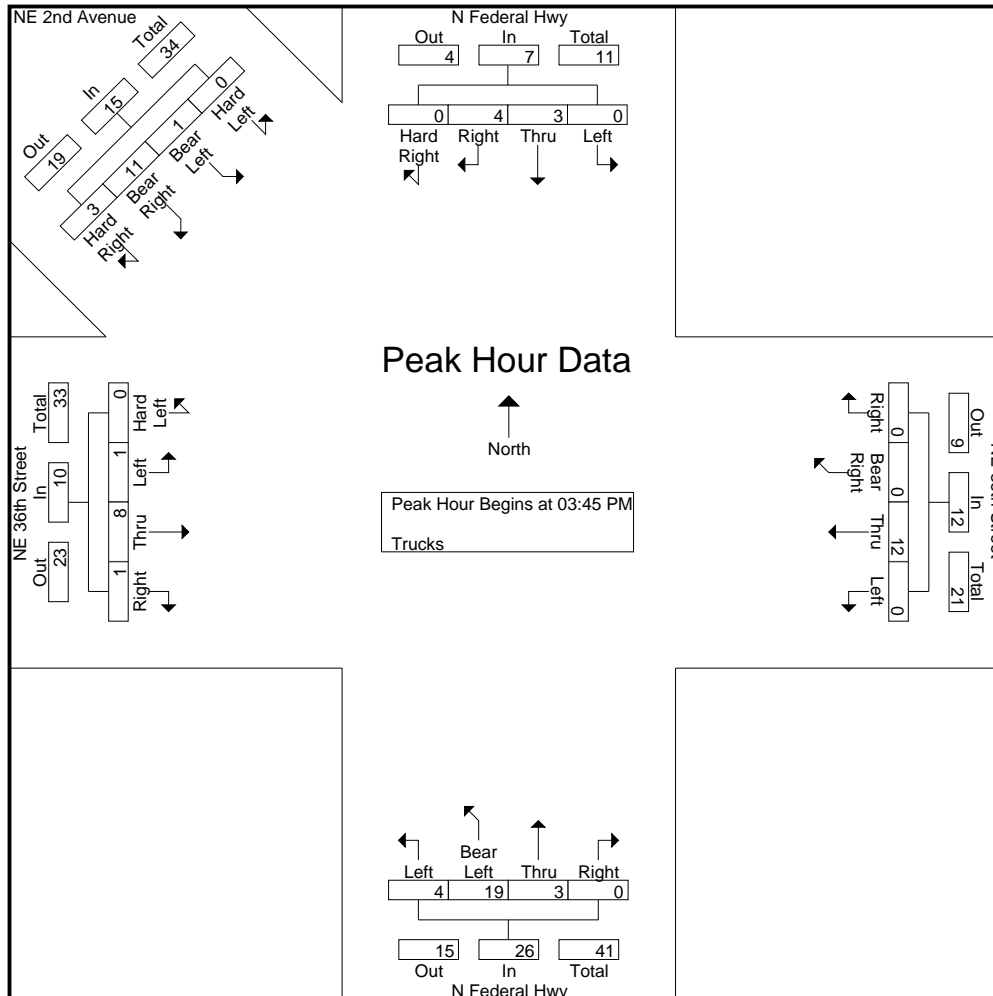 NE 2nd Avenue
Out
In
Total
19
15
34
3
11
1
0
Hard Right
Bear Right
Bear Left
Hard Left
N Federal Hwy
Out
In
Total
4
7
11
0
4
3
0
Hard Right
Right
Thru
Left
Peak Hour Data
North
Peak Hour Begins at 03:45 PM
Trucks
NE 36th Street
Out
In
Total
23
10
33
1
8
1
0
Right
Thru
Left
Hard Left
Right
Bear Right
Thru
Left
0
0
12
0
Out
In
Total
9
12
21
Left
Bear Left
Thru
Right
4
19
3
0
15
26
41
Out
In
Total
N Federal Hwy